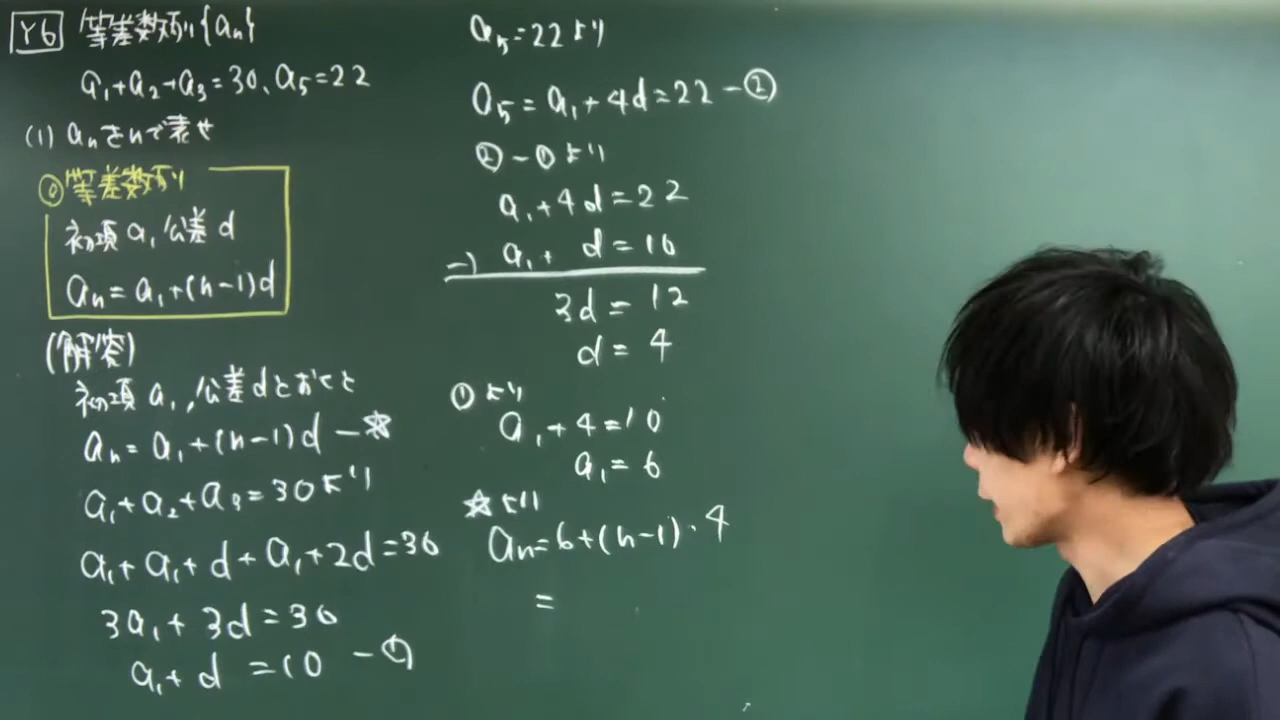 Y6 等差数列{an}
a₁+a₂+a₃=30、a₅=22
(1) anをnで表せ
◎等差数列
初項a₁公差d
an=a₁+(n-1)d
(解答)
初項a₁,公差dとおくと
an=a₁+(n-1)d-☆
a₁+a₂+a₃=30より
a₁+a₁+d+a₁+2d=30
3a₁+3d=30
a₁+d=10 -①
a₅=22より
a₅=a₁+4d=22-②
②-①より
a₁+4d=22
-) a₁+ d=10
3d=12
d=4
①より
a₁+4=10
a₁=6
☆より
an=6+(n-1)・4
=